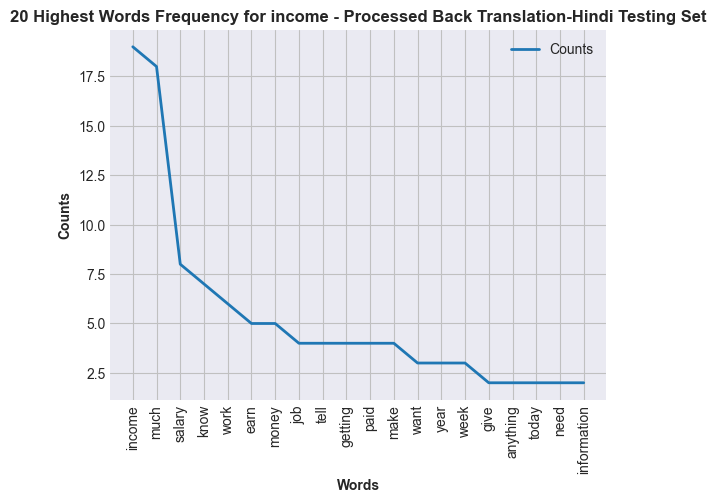 20 Highest Words Frequency for income - Processed Back Translation-Hindi Testing Set
Counts
17.5
15.0
12.5
10.0
7.5
5.0
2.5
Counts
income
much
salary
know
work
earn
money
job
tell
getting
paid
make
want
year
week
give
anything
today
need
information
Words